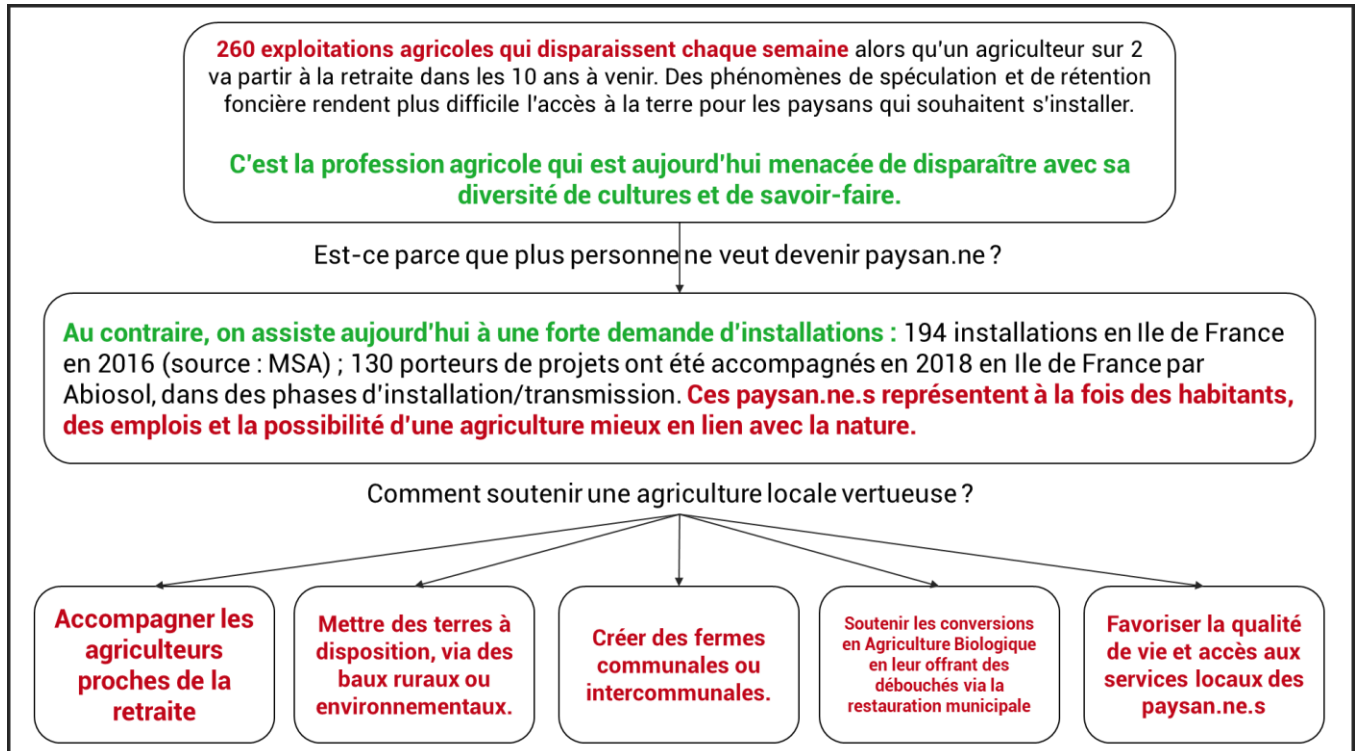 260 exploitations agricoles qui disparaissent chaque semaine alors qu'un agriculteur sur 2
va partir à la retraite dans les 10 ans à venir. Des phénomènes de spéculation et de rétention
foncière rendent plus difficile l'accès à la terre pour les paysans qui souhaitent s'installer.
C'est la profession agricole qui est aujourd'hui menacée de disparaître avec sa
diversité de cultures et de savoir-faire.
Est-ce parce que plus personne ne veut devenir paysan.ne ?
Au contraire, on assiste aujourd'hui à une forte demande d'installations : 194 installations en Ile de France
en 2016 (source : MSA) ; 130 porteurs de projets ont été accompagnés en 2018 en Ile de France par
Abiosol, dans des phases d'installation/transmission. Ces paysan.ne.s représentent à la fois des habitants,
des emplois et la possibilité d'une agriculture mieux en lien avec la nature.
Comment soutenir une agriculture locale vertueuse ?
Accompagner les
agriculteurs
proches de la
retraite
Mettre des terres à
disposition, via des
baux ruraux ou
environnementaux.
Créer des fermes
communales ou
intercommunales.
Soutenir les conversions
en Agriculture Biologique
en leur offrant des
débouchés via la
restauration municipale
Favoriser la qualité
de vie et accès aux
services locaux des
paysan.ne.s